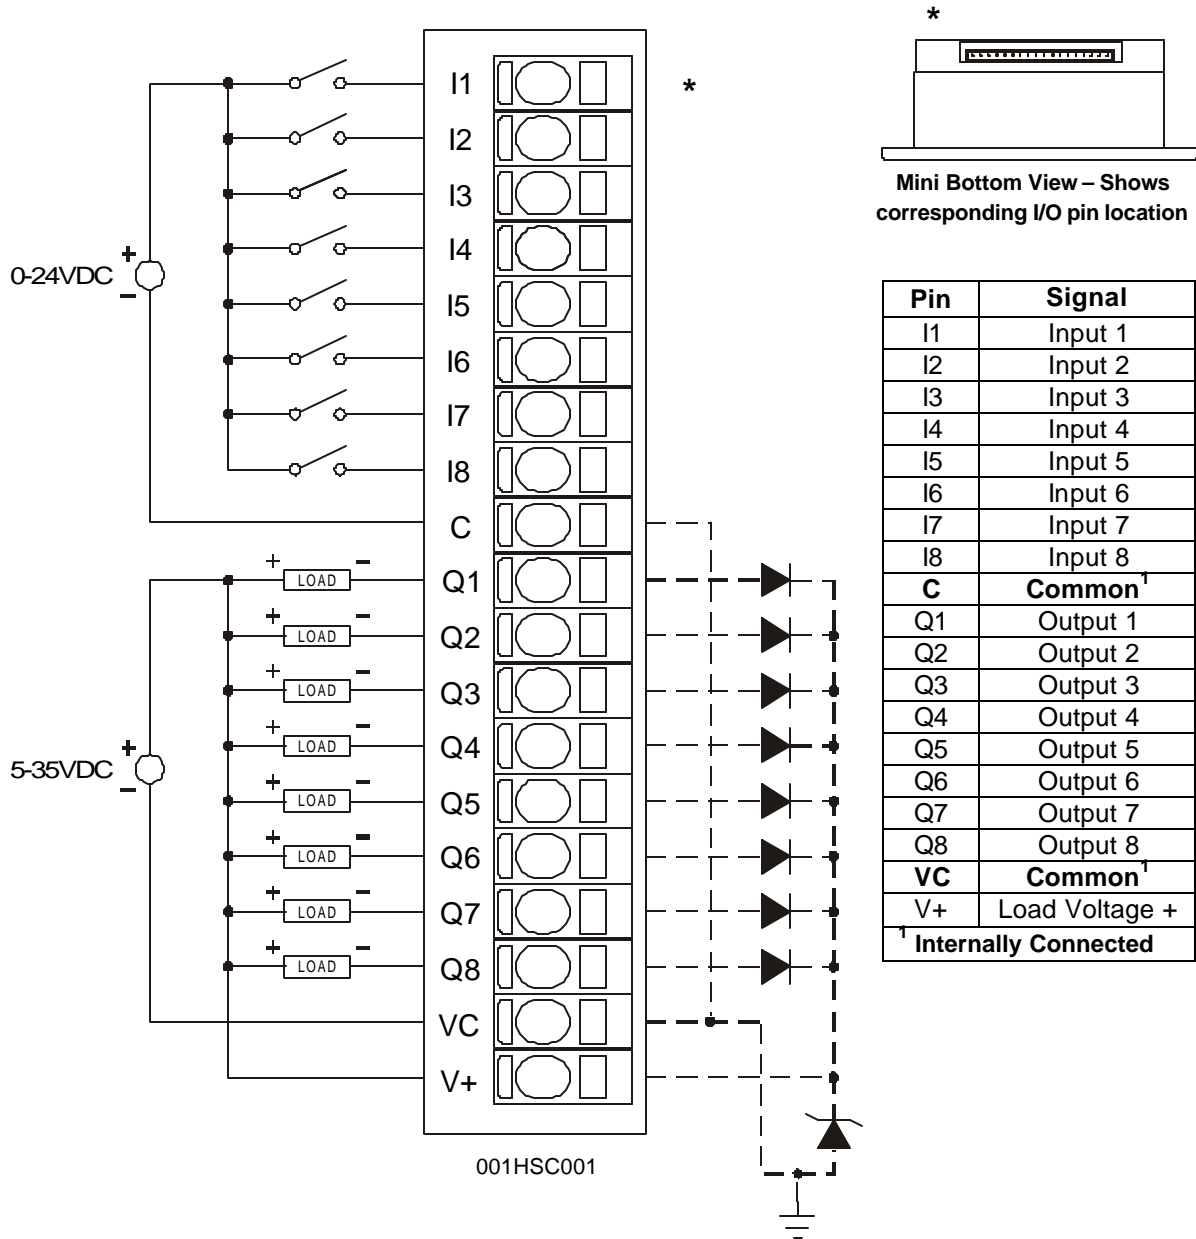 *
I1
*
I2
I3
I4
I5
I6
I7
I8
C
Q1
Q2
Q3
Q4
Q5
Q6
Q7
Q8
VC
V+
+
0-24VDC
−
+
5-35VDC
−
+ LOAD −
+ LOAD −
+ LOAD −
+ LOAD −
+ LOAD −
+ LOAD −
+ LOAD −
+ LOAD −
001HSC001
Mini Bottom View – Shows
corresponding I/O pin location
Pin Signal
I1 Input 1
I2 Input 2
I3 Input 3
I4 Input 4
I5 Input 5
I6 Input 6
I7 Input 7
I8 Input 8
C Common¹
Q1 Output 1
Q2 Output 2
Q3 Output 3
Q4 Output 4
Q5 Output 5
Q6 Output 6
Q7 Output 7
Q8 Output 8
VC Common¹
V+ Load Voltage +
¹ Internally Connected